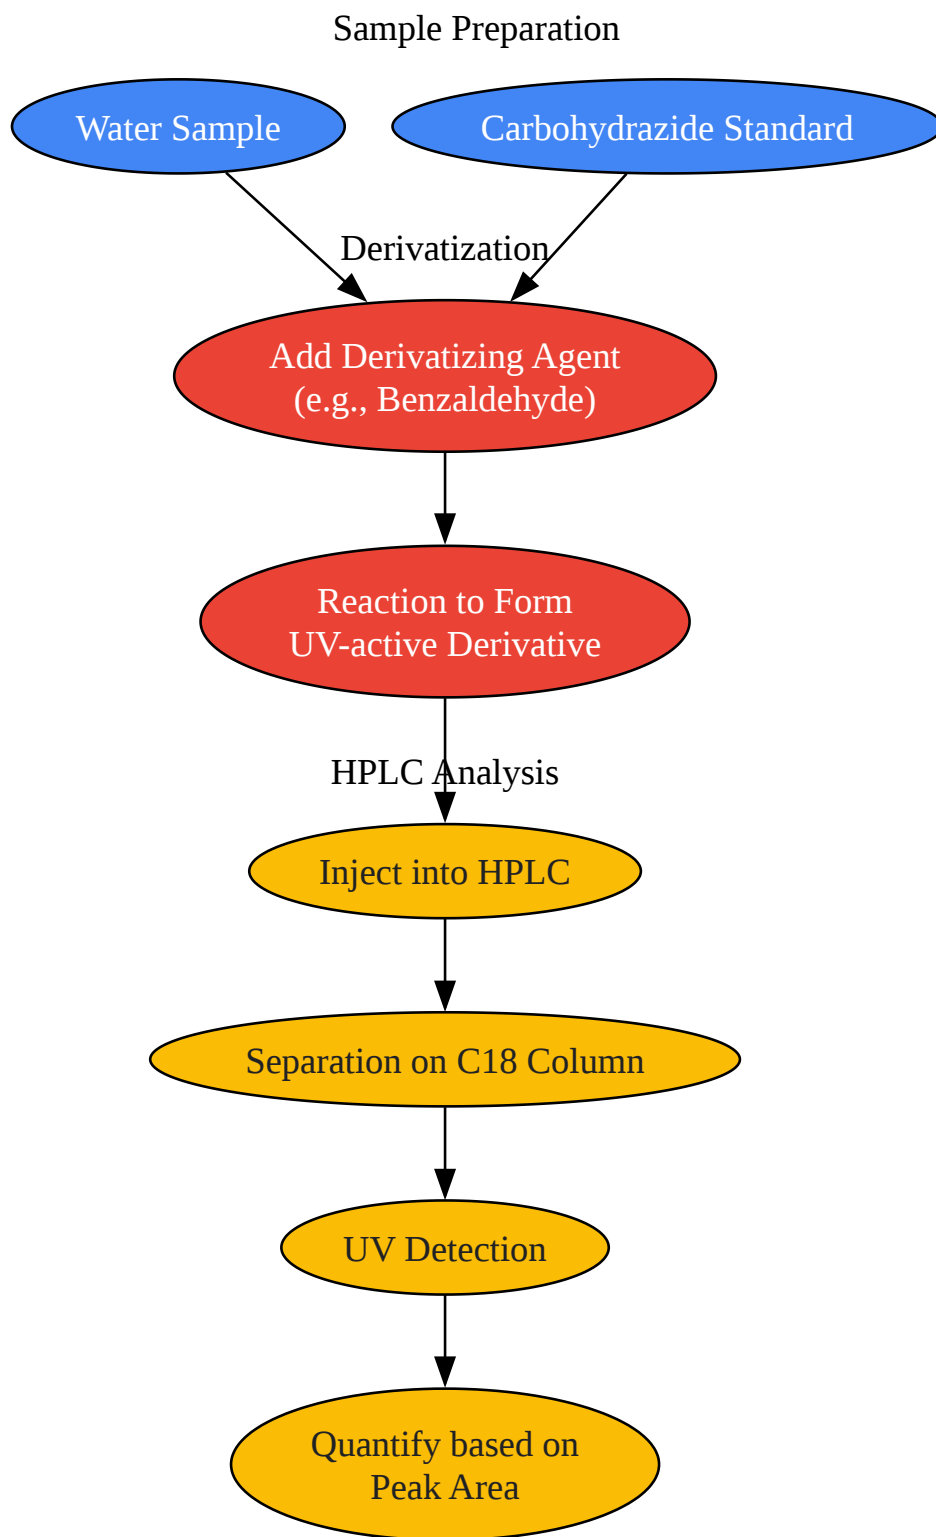 Sample Preparation
Water Sample
Carbohydrazide Standard
Derivatization
Add Derivatizing Agent
(e.g., Benzaldehyde)
Reaction to Form
UV-active Derivative
HPLC Analysis
Inject into HPLC
Separation on C18 Column
UV Detection
Quantify based on
Peak Area